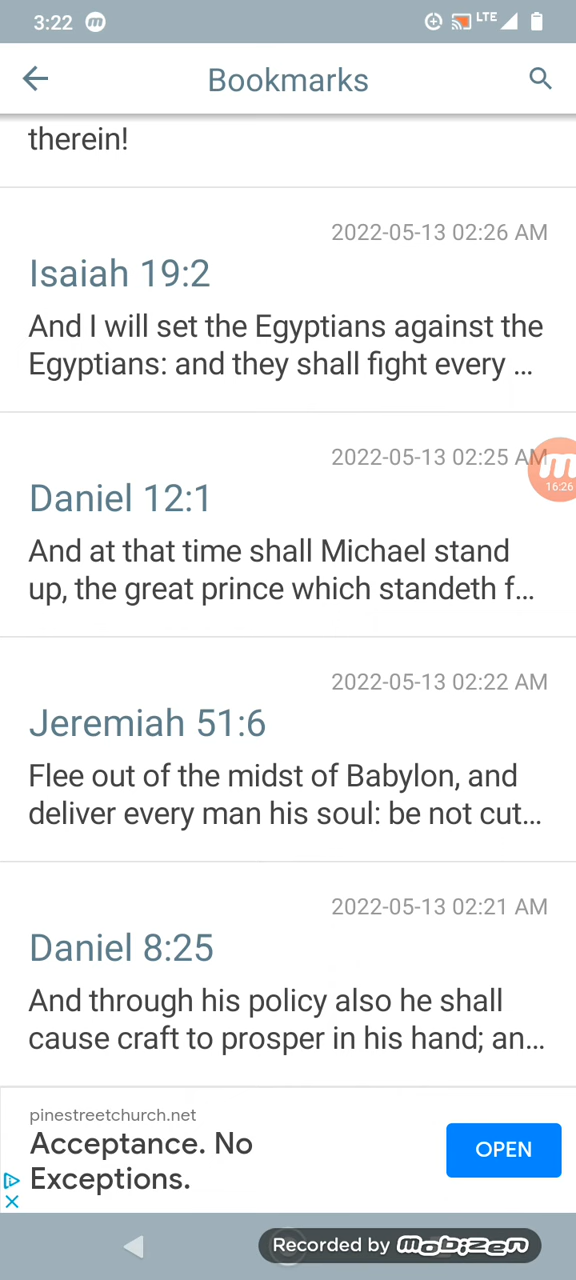 3:22
LTE
Bookmarks
therein!
2022-05-13 02:26 AM
Isaiah 19:2
And I will set the Egyptians against the
Egyptians: and they shall fight every ...
2022-05-13 02:25 AM
16:26
Daniel 12:1
And at that time shall Michael stand
up, the great prince which standeth f...
2022-05-13 02:22 AM
Jeremiah 51:6
Flee out of the midst of Babylon, and
deliver every man his soul: be not cut...
2022-05-13 02:21 AM
Daniel 8:25
And through his policy also he shall
cause craft to prosper in his hand; an...
pinestreetchurch.net
Acceptance. No
Exceptions.
OPEN
Recorded by mobizen